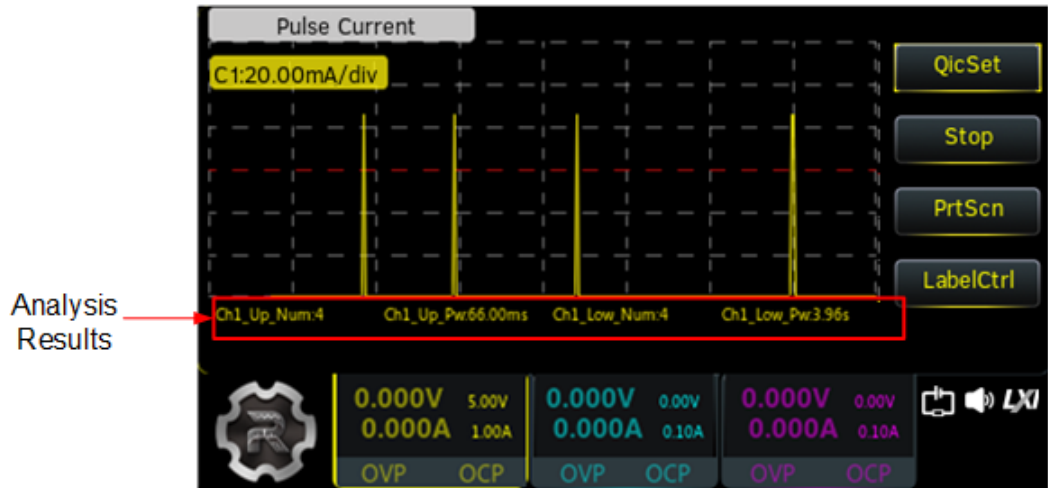 Pulse Current
C1:20.00mA/div
QicSet
Stop
PrtScn
LabelCtrl
Analysis
Results
Ch1_Up_Num:4 Ch1_Up_Pw:66.00ms Ch1_Low_Num:4 Ch1_Low_Pw:3.96s
0.000V 5.00V 0.000V 0.00V 0.000V 0.00V
0.000A 1.00A 0.000A 0.10A 0.000A 0.10A
LXI
R
OVP OCP OVP OCP OVP OCP